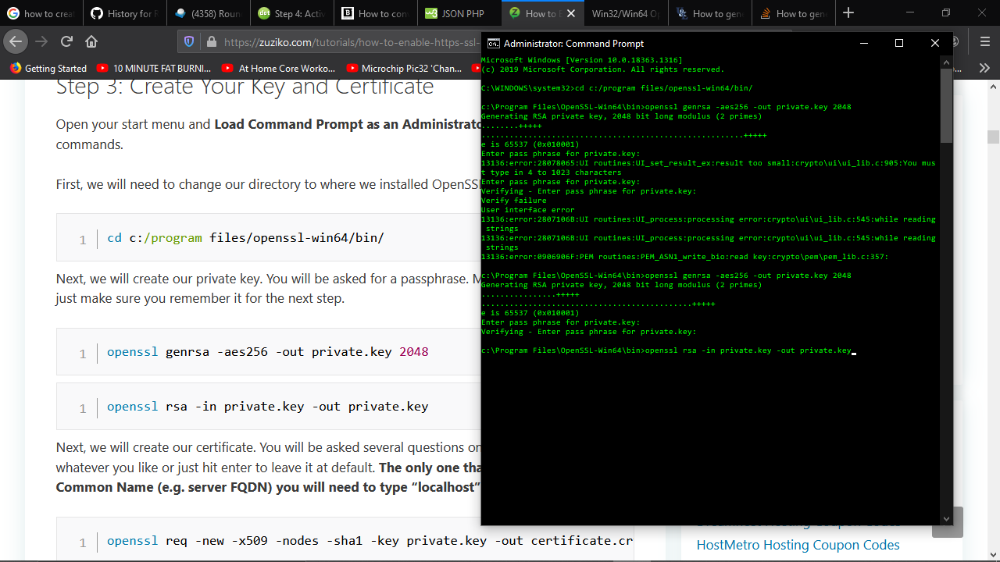 how to creat
History for R
(4358) Roun
Step 4: Activ
How to con
JSON PHP
How to E
Win32/Win64 Op
How to gene
How to gene
https://zuziko.com/tutorials/how-to-enable-https-ssl-
Getting Started
10 MINUTE FAT BURNI...
At Home Core Worko...
Microchip Pic32 'Chan...
Step 3: Create Your Key and Certificate
Open your start menu and Load Command Prompt as an Administrato
commands.
First, we will need to change our directory to where we installed OpenSSL
1 cd c:/program files/openssl-win64/bin/
Next, we will create our private key. You will be asked for a passphrase. M
just make sure you remember it for the next step.
1 openssl genrsa -aes256 -out private.key 2048
1 openssl rsa -in private.key -out private.key
Next, we will create our certificate. You will be asked several questions on
whatever you like or just hit enter to leave it at default. The only one tha
Common Name (e.g. server FQDN) you will need to type “localhost”
1 openssl req -new -x509 -nodes -sha1 -key private.key -out certificate.cr
Administrator: Command Prompt
Microsoft Windows [Version 10.0.18363.1316]
(c) 2019 Microsoft Corporation. All rights reserved.
C:\WINDOWS\system32>cd c:/program files/openssl-win64/bin/
c:\Program Files\OpenSSL-Win64\bin>openssl genrsa -aes256 -out private.key 2048
Generating RSA private key, 2048 bit long modulus (2 primes)
........+++++
........................................................+++++
e is 65537 (0x010001)
Enter pass phrase for private.key:
13136:error:28078065:UI routines:UI_set_result_ex:result too small:crypto\ui\ui_lib.c:905:You mus
t type in 4 to 1023 characters
Enter pass phrase for private.key:
Verifying - Enter pass phrase for private.key:
Verify failure
User interface error
13136:error:2807106B:UI routines:UI_process:processing error:crypto\ui\ui_lib.c:545:while reading
strings
13136:error:2807106B:UI routines:UI_process:processing error:crypto\ui\ui_lib.c:545:while reading
strings
13136:error:0906906F:PEM routines:PEM_ASN1_write_bio:read key:crypto\pem\pem_lib.c:357:
c:\Program Files\OpenSSL-Win64\bin>openssl genrsa -aes256 -out private.key 2048
Generating RSA private key, 2048 bit long modulus (2 primes)
................+++++
.............................................+++++
e is 65537 (0x010001)
Enter pass phrase for private.key:
Verifying - Enter pass phrase for private.key:
c:\Program Files\OpenSSL-Win64\bin>openssl rsa -in private.key -out private.key
HostMetro Hosting Coupon Codes